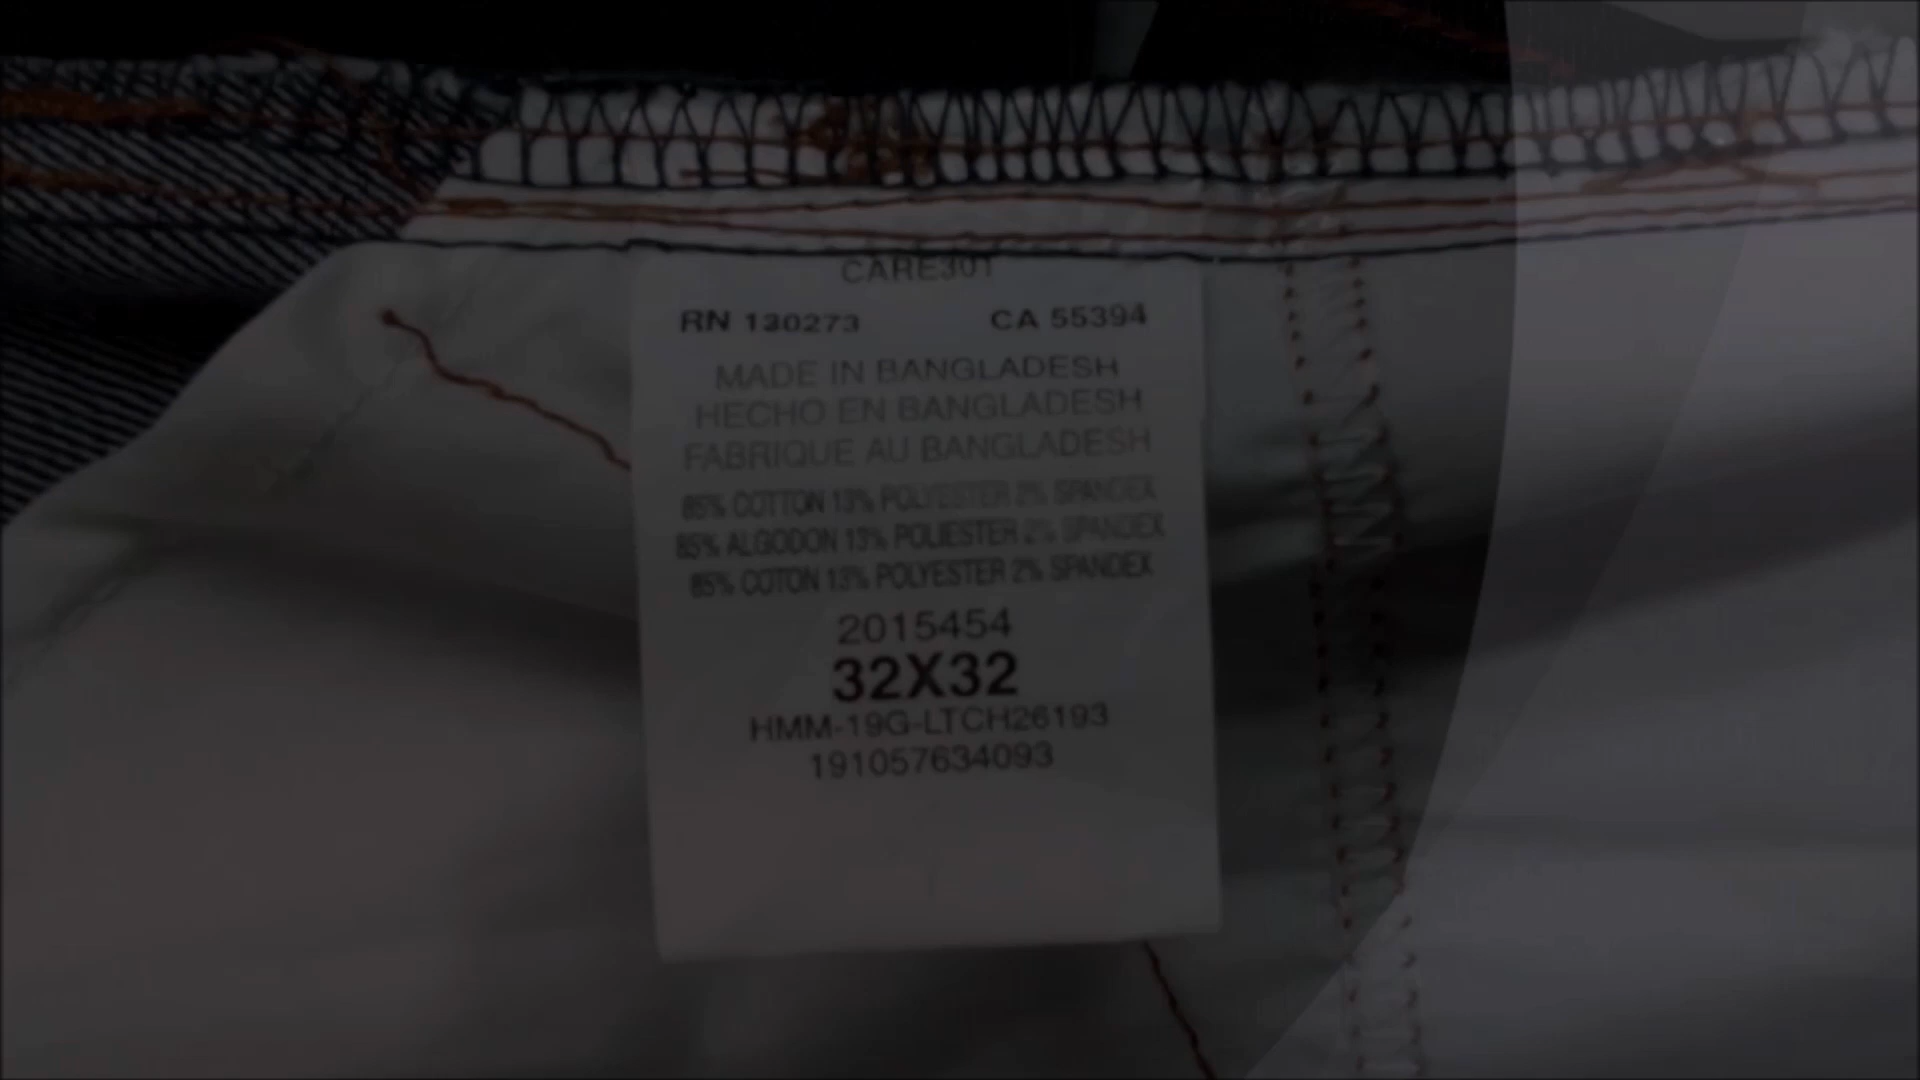 CARE301
RN 130273 CA 55394
MADE IN BANGLADESH
HECHO EN BANGLADESH
FABRIQUE AU BANGLADESH
85% COTTON 13% POLYESTER 2% SPANDEX
85% ALGODON 13% POLIESTER 2% SPANDEX
85% COTON 13% POLYESTER 2% SPANDEX
2015454
32X32
HMM-19G-LTCH26193
191057634093